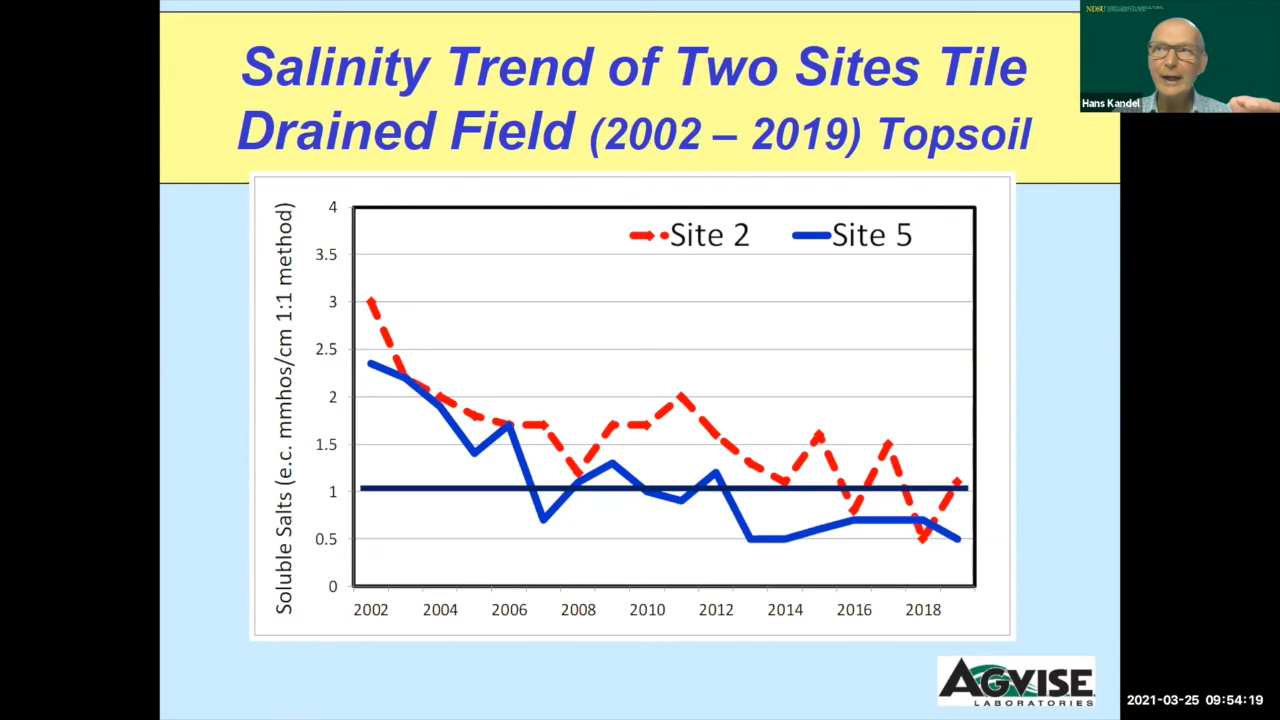 Salinity Trend of Two Sites Tile
Drained Field (2002 – 2019) Topsoil
NDSU
Hans Kandel
Soluble Salts (e.c. mmhos/cm 1:1 method)
4
3.5
3
2.5
2
1.5
1
0.5
0
Site 2
Site 5
2002 2004 2006 2008 2010 2012 2014 2016 2018
AGVISE
LABORATORIES
2021-03-25 09:54:19